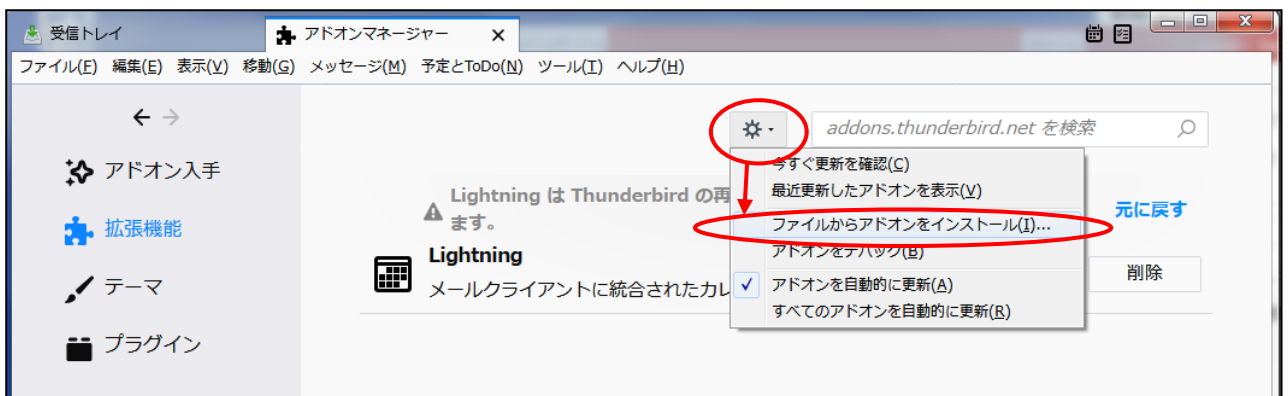 受信トレイ
アドオンマネージャー
ファイル(F) 編集(E) 表示(V) 移動(G) メッセージ(M) 予定とToDo(N) ツール(T) ヘルプ(H)
addons.thunderbird.net を検索
アドオン入手
拡張機能
テーマ
プラグイン
今すぐ更新を確認(C)
最近更新したアドオンを表示(V)
ファイルからアドオンをインストール(I)...
アドオンをデバッグ(B)
アドオンを自動的に更新(A)
すべてのアドオンを自動的に更新(R)
Lightning は Thunderbird の再
ます。
元に戻す
Lightning
メールクライアントに統合されたカレ
削除